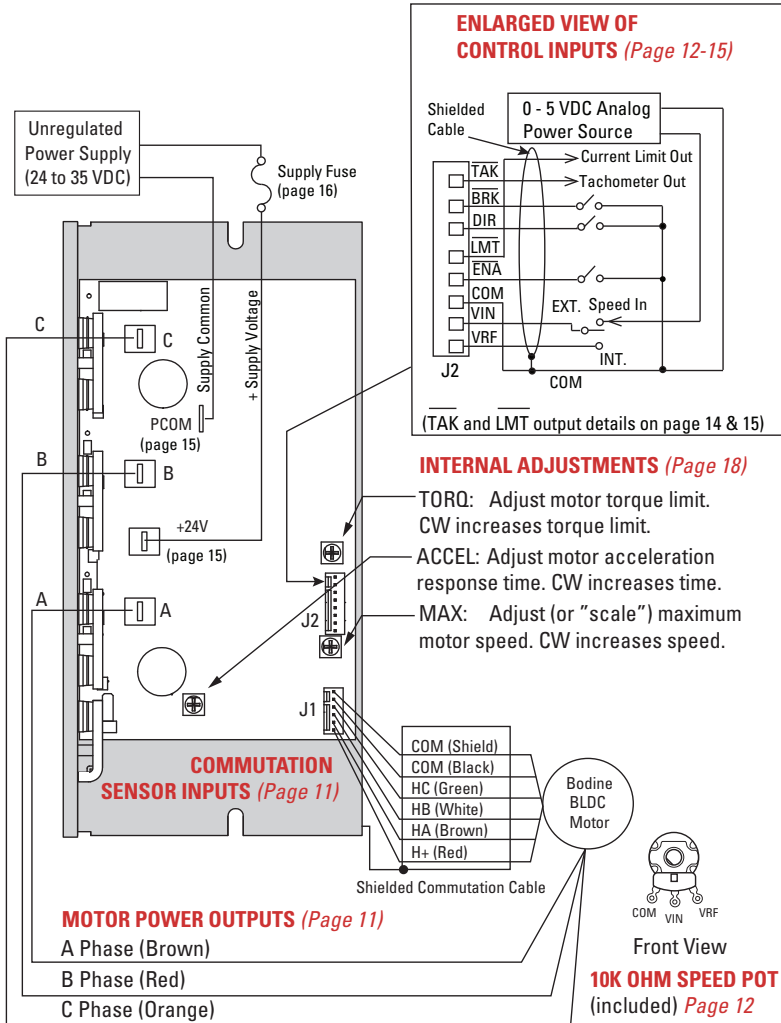 ENLARGED VIEW OF
CONTROL INPUTS (Page 12-15)
Shielded
Cable
0 - 5 VDC Analog
Power Source
Current Limit Out
Tachometer Out
TAK
BRK
DIR
LMT
ENA
COM
VIN
VRF
J2
EXT. Speed In
INT.
COM
(TAK and LMT output details on page 14 & 15)
Unregulated
Power Supply
(24 to 35 VDC)
Supply Fuse
(page 16)
Supply Common
+ Supply Voltage
C
C
PCOM
(page 15)
B
B
+24V
(page 15)
A
A
J2
J1
INTERNAL ADJUSTMENTS (Page 18)
TORQ: Adjust motor torque limit.
CW increases torque limit.
ACCEL: Adjust motor acceleration
response time. CW increases time.
MAX: Adjust (or ”scale”) maximum
motor speed. CW increases speed.
COMMUTATION
SENSOR INPUTS (Page 11)
COM (Shield)
COM (Black)
HC (Green)
HB (White)
HA (Brown)
H+ (Red)
Shielded Commutation Cable
Bodine
BLDC
Motor
MOTOR POWER OUTPUTS (Page 11)
A Phase (Brown)
B Phase (Red)
C Phase (Orange)
COM VIN VRF
Front View
10K OHM SPEED POT
(included) Page 12